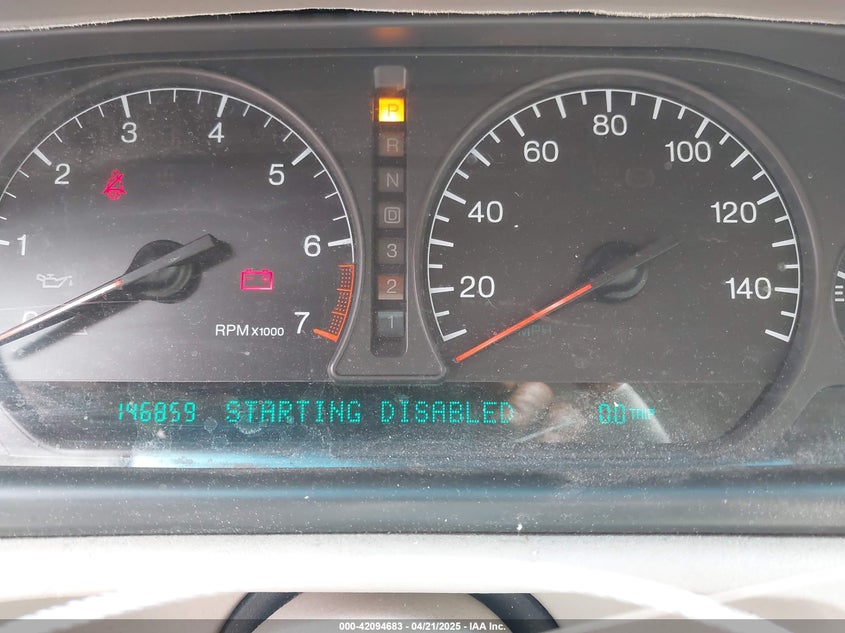 1 2 3 4 5 6 7
RPM X1000
P
R
N
D
3
2
1
20 40 60 80 100 120 140
MPH
146859 STARTING DISABLED 0.0 TRIP
000-42094683 - 04/21/2025 - IAA Inc.